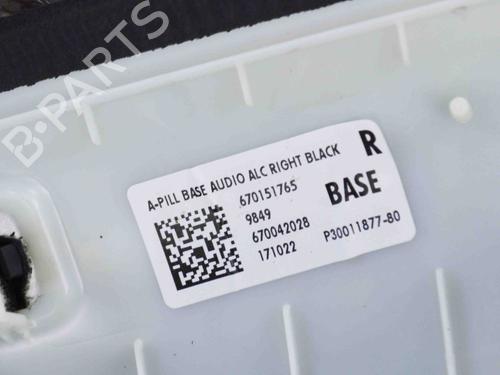 B-PARTS
A-PILL BASE AUDIO ALC RIGHT BLACK
R
670151765
9849
BASE
670042028
171022
P30011877-80